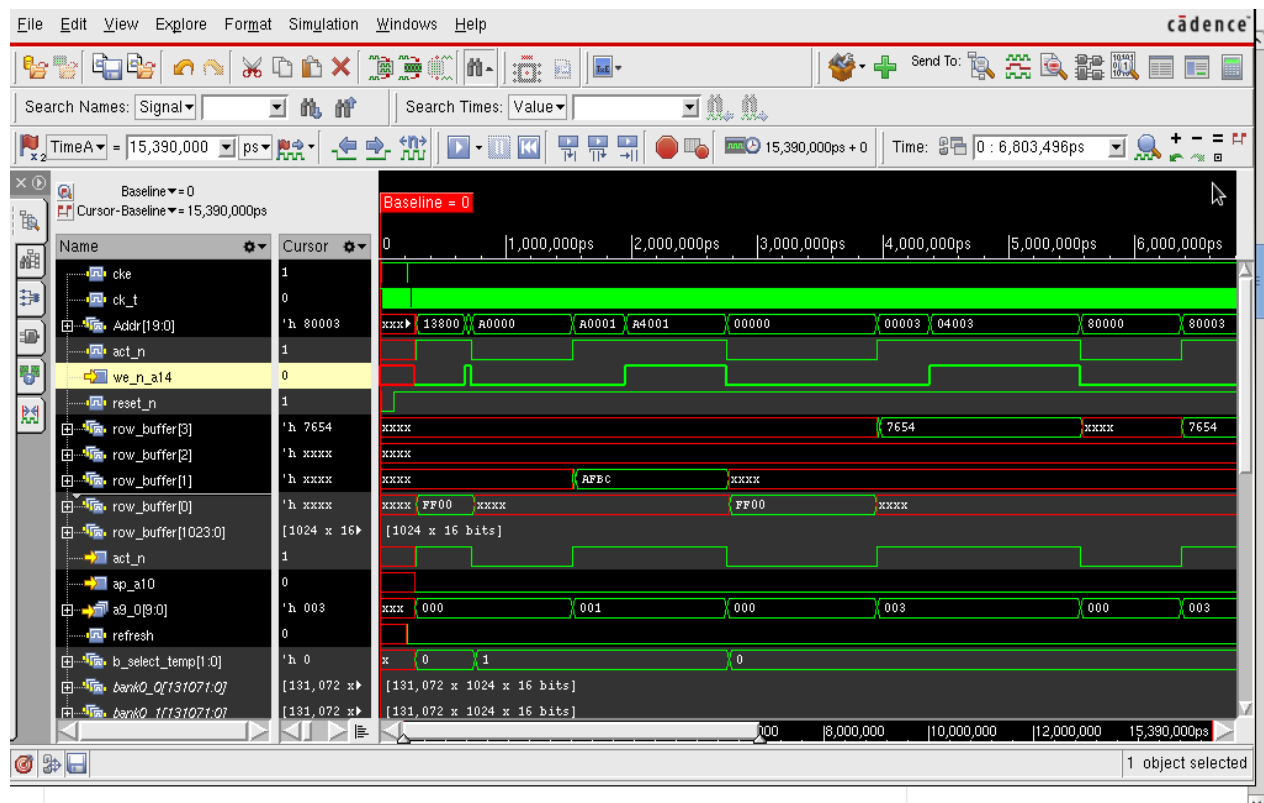 File Edit View Explore Format Simulation Windows Help cādence
Send To:
Search Names: Signal Search Times: Value
TimeA = 15,390,000 ps 15,390,000ps + 0 Time: 0 : 6,803,496ps
Baseline = 0
Cursor-Baseline = 15,390,000ps
Baseline = 0
Name Cursor 0 1,000,000ps 2,000,000ps 3,000,000ps 4,000,000ps 5,000,000ps 6,000,000ps
cke 1
ck_t 0
Addr[19:0] 'h 80003 xxx 13800 A0000 A0001 A4001 00000 00003 04003 80000 80003
act_n 1
we_n_a14 0
reset_n 1
row_buffer[3] 'h 7654 xxxx 7654 xxxx 7654
row_buffer[2] 'h xxxx xxxx
row_buffer[1] 'h xxxx xxxx AFBC xxxx
row_buffer[0] 'h xxxx xxxx FF00 xxxx FF00 xxxx
row_buffer[1023:0] [1024 x 16 [1024 x 16 bits]
act_n 1
ap_a10 0
a9_0[9:0] 'h 003 xxx 000 001 000 003 000 003
refresh 0
b_select_temp[1:0] 'h 0 x 0 1 0
bank0_0[131071:0] [131,072 x [131,072 x 1024 x 16 bits]
bank0_1[131071:0] [131,072 x [131,072 x 1024 x 16 bits]
8,000,000 10,000,000 12,000,000 15,390,000ps
1 object selected